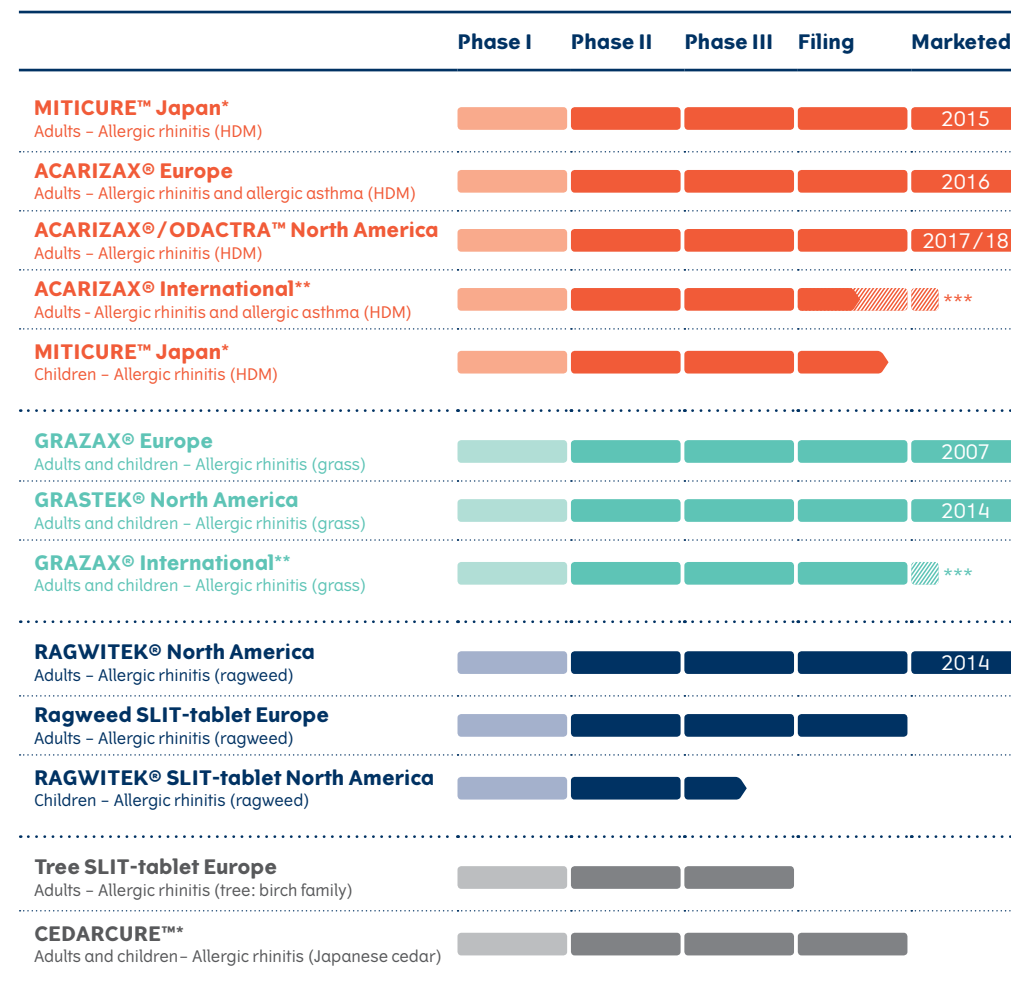 Phase I Phase II Phase III Filing Marketed
MITICURE™ Japan*
Adults – Allergic rhinitis (HDM)
2015
ACARIZAX® Europe
Adults – Allergic rhinitis and allergic asthma (HDM)
2016
ACARIZAX®/ODACTRA™ North America
Adults – Allergic rhinitis (HDM)
2017/18
ACARIZAX® International**
Adults - Allergic rhinitis and allergic asthma (HDM)
***
MITICURE™ Japan*
Children – Allergic rhinitis (HDM)
GRAZAX® Europe
Adults and children – Allergic rhinitis (grass)
2007
GRASTEK® North America
Adults and children – Allergic rhinitis (grass)
2014
GRAZAX® International**
Adults and children – Allergic rhinitis (grass)
***
RAGWITEK® North America
Adults – Allergic rhinitis (ragweed)
2014
Ragweed SLIT-tablet Europe
Adults – Allergic rhinitis (ragweed)
RAGWITEK® SLIT-tablet North America
Children – Allergic rhinitis (ragweed)
Tree SLIT-tablet Europe
Adults – Allergic rhinitis (tree: birch family)
CEDARCURE™*
Adults and children – Allergic rhinitis (Japanese cedar)